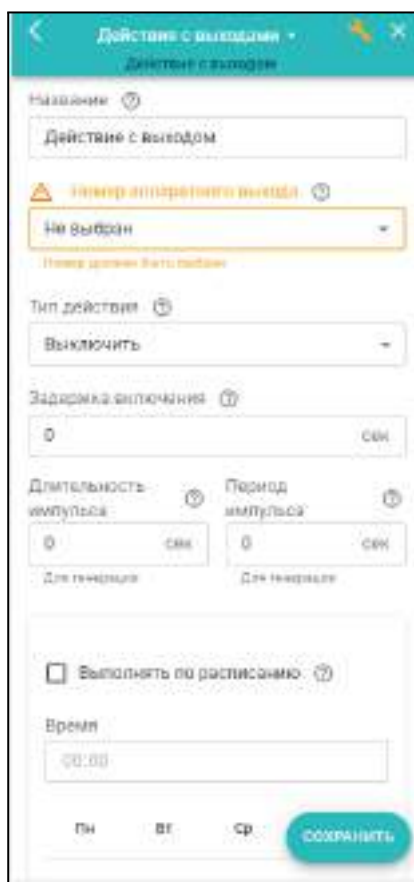 Действия с выходами
Действие с выходом
Название
Действие с выходом
Номер аппаратного выхода
Не выбран
Номер должен быть выбран
Тип действия
Выключить
Задержка включения
0 сек
Длительность импульса
Период импульса
0 сек
0 сек
Для генерации
Для генерации
Выполнять по расписанию
Время
00:00
Пн Вт Ср
СОХРАНИТЬ